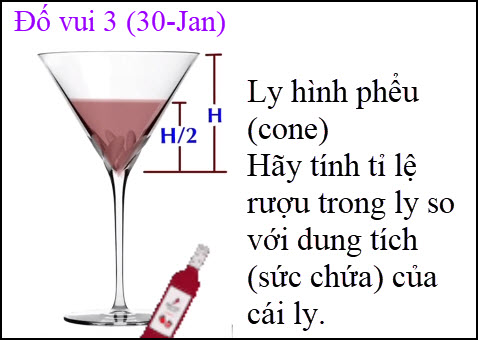 Đố vui 3 (30-Jan)
H
H/2
Ly hình phểu
(cone)
Hãy tính tỉ lệ
rượu trong ly so
với dung tích
(sức chứa) của
cái ly.